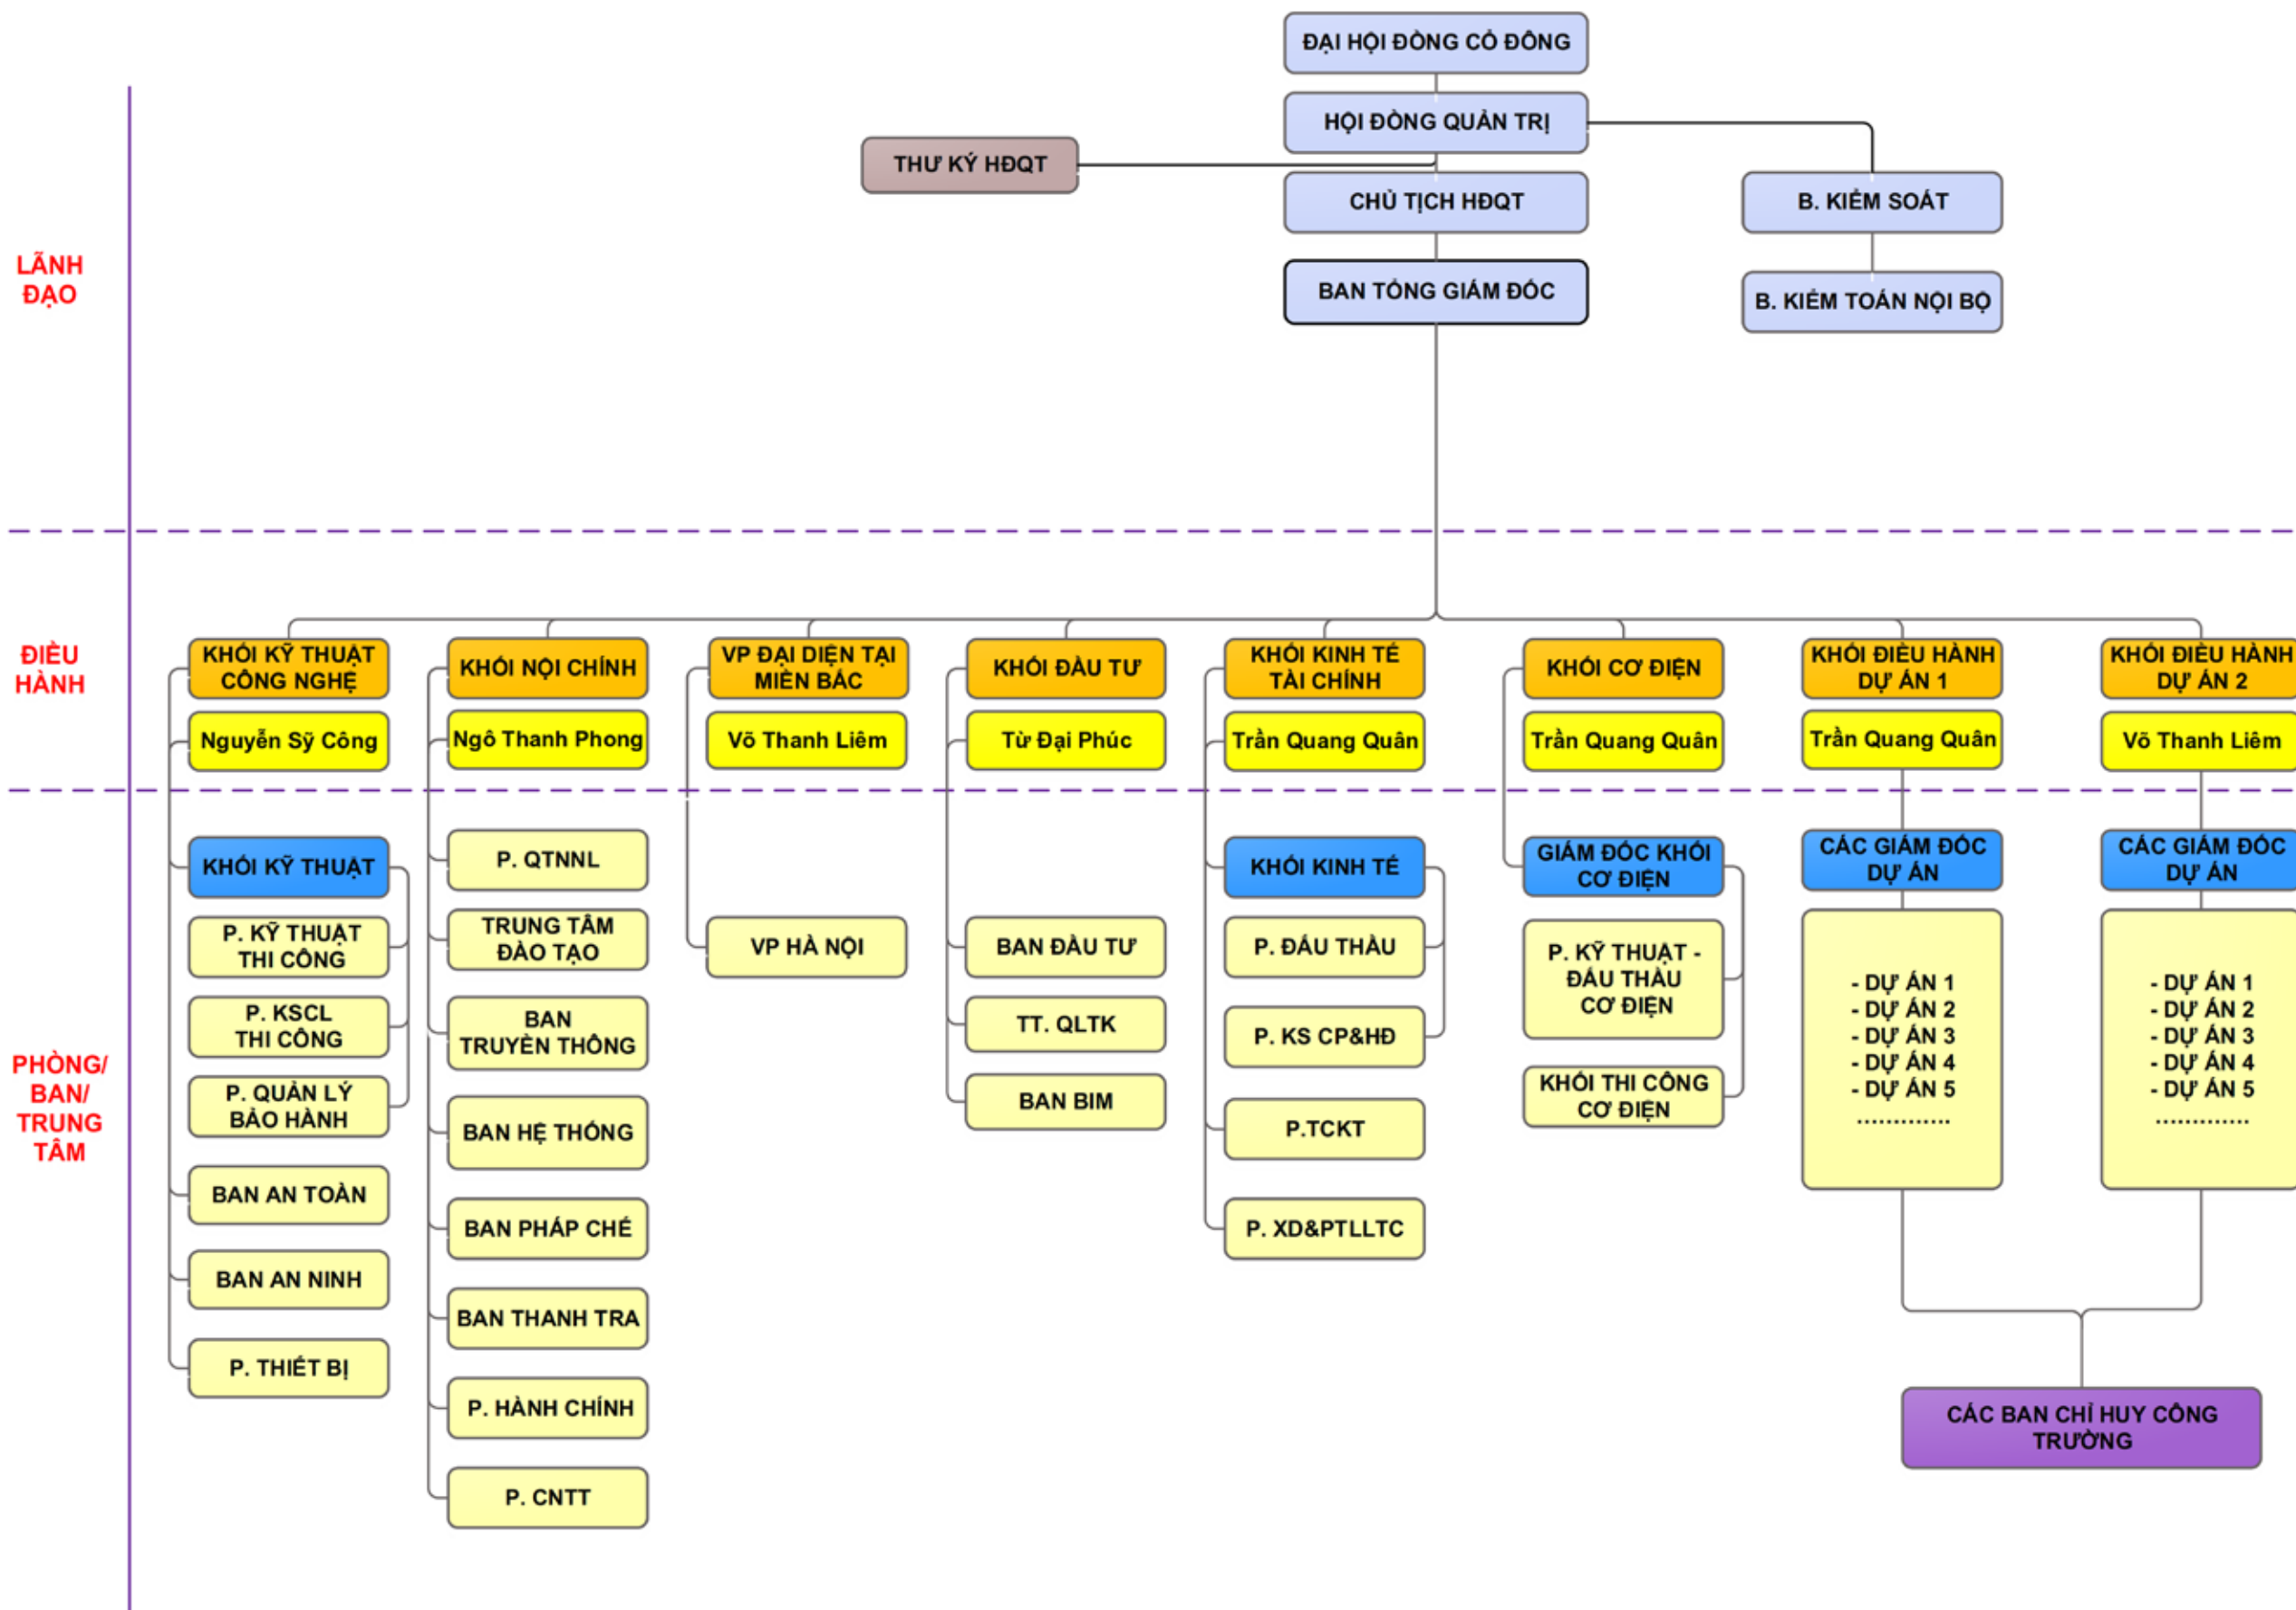 ĐẠI HỘI ĐỒNG CỔ ĐÔNG
HỘI ĐỒNG QUẢN TRỊ
THƯ KÝ HĐQT
CHỦ TỊCH HĐQT
B. KIỂM SOÁT
LÃNH
ĐẠO
BAN TỔNG GIÁM ĐỐC
B. KIỂM TOÁN NỘI BỘ
ĐIỀU
HÀNH
KHỐI KỸ THUẬT
CÔNG NGHỆ
KHỐI NỘI CHÍNH
VP ĐẠI DIỆN TẠI
MIỀN BẮC
KHỐI ĐẦU TƯ
KHỐI KINH TẾ
TÀI CHÍNH
KHỐI CƠ ĐIỆN
KHỐI ĐIỀU HÀNH
DỰ ÁN 1
KHỐI ĐIỀU HÀNH
DỰ ÁN 2
Nguyễn Sỹ Công
Ngô Thanh Phong
Võ Thanh Liêm
Từ Đại Phúc
Trần Quang Quân
Trần Quang Quân
Trần Quang Quân
Võ Thanh Liêm
PHÒNG/
BAN/
TRUNG
TÂM
KHỐI KỸ THUẬT
P. KỸ THUẬT
THI CÔNG
P. KSCL
THI CÔNG
P. QUẢN LÝ
BẢO HÀNH
BAN AN TOÀN
BAN AN NINH
P. THIẾT BỊ
P. QTNNL
TRUNG TÂM
ĐÀO TẠO
BAN
TRUYỀN THÔNG
BAN HỆ THỐNG
BAN PHÁP CHẾ
BAN THANH TRA
P. HÀNH CHÍNH
P. CNTT
VP HÀ NỘI
BAN ĐẦU TƯ
TT. QLTK
BAN BIM
KHỐI KINH TẾ
P. ĐẤU THẦU
P. KS CP&HĐ
P.TCKT
P. XD&PTLLTC
GIÁM ĐỐC KHỐI
CƠ ĐIỆN
P. KỸ THUẬT -
ĐẤU THẦU
CƠ ĐIỆN
KHỐI THI CÔNG
CƠ ĐIỆN
CÁC GIÁM ĐỐC
DỰ ÁN
- DỰ ÁN 1
- DỰ ÁN 2
- DỰ ÁN 3
- DỰ ÁN 4
- DỰ ÁN 5
.............
CÁC GIÁM ĐỐC
DỰ ÁN
- DỰ ÁN 1
- DỰ ÁN 2
- DỰ ÁN 3
- DỰ ÁN 4
- DỰ ÁN 5
.............
CÁC BAN CHỈ HUY CÔNG
TRƯỜNG